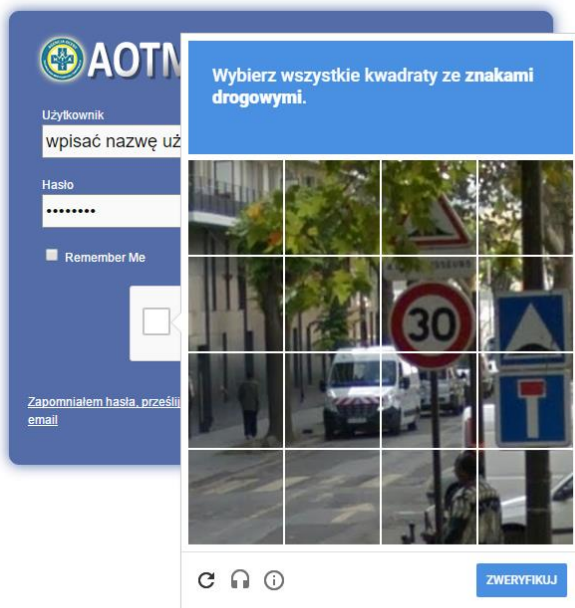 AOTM
Wybierz wszystkie kwadraty ze znakami
drogowymi.
Użytkownik
wpisać nazwę uż
Hasło
Remember Me
30
Zapomniałem hasła, prześlij
email
ZWERYFIKUJ